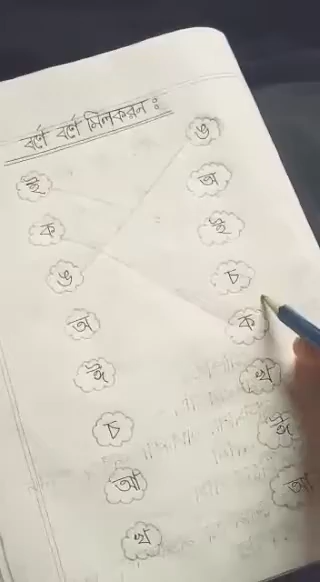 বর্ণে বর্ণে মিলকরন :
ই ঙ
ক অ
ঙ ই
অ চ
ঈ ক
চ খ
আ ঈ
খ আ